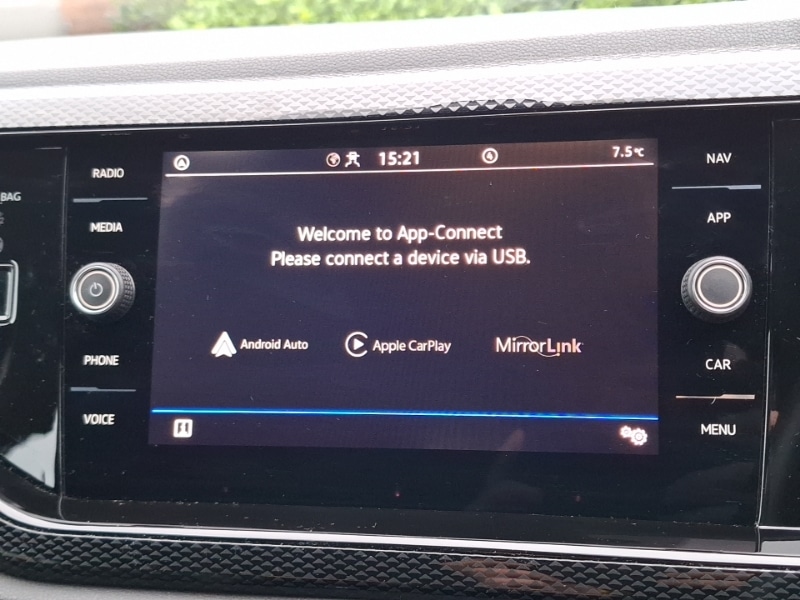 BAG
RADIO
MEDIA
PHONE
VOICE
15:21
7.5°C
Welcome to App-Connect
Please connect a device via USB.
Android Auto
Apple CarPlay
MirrorLink
NAV
APP
CAR
MENU